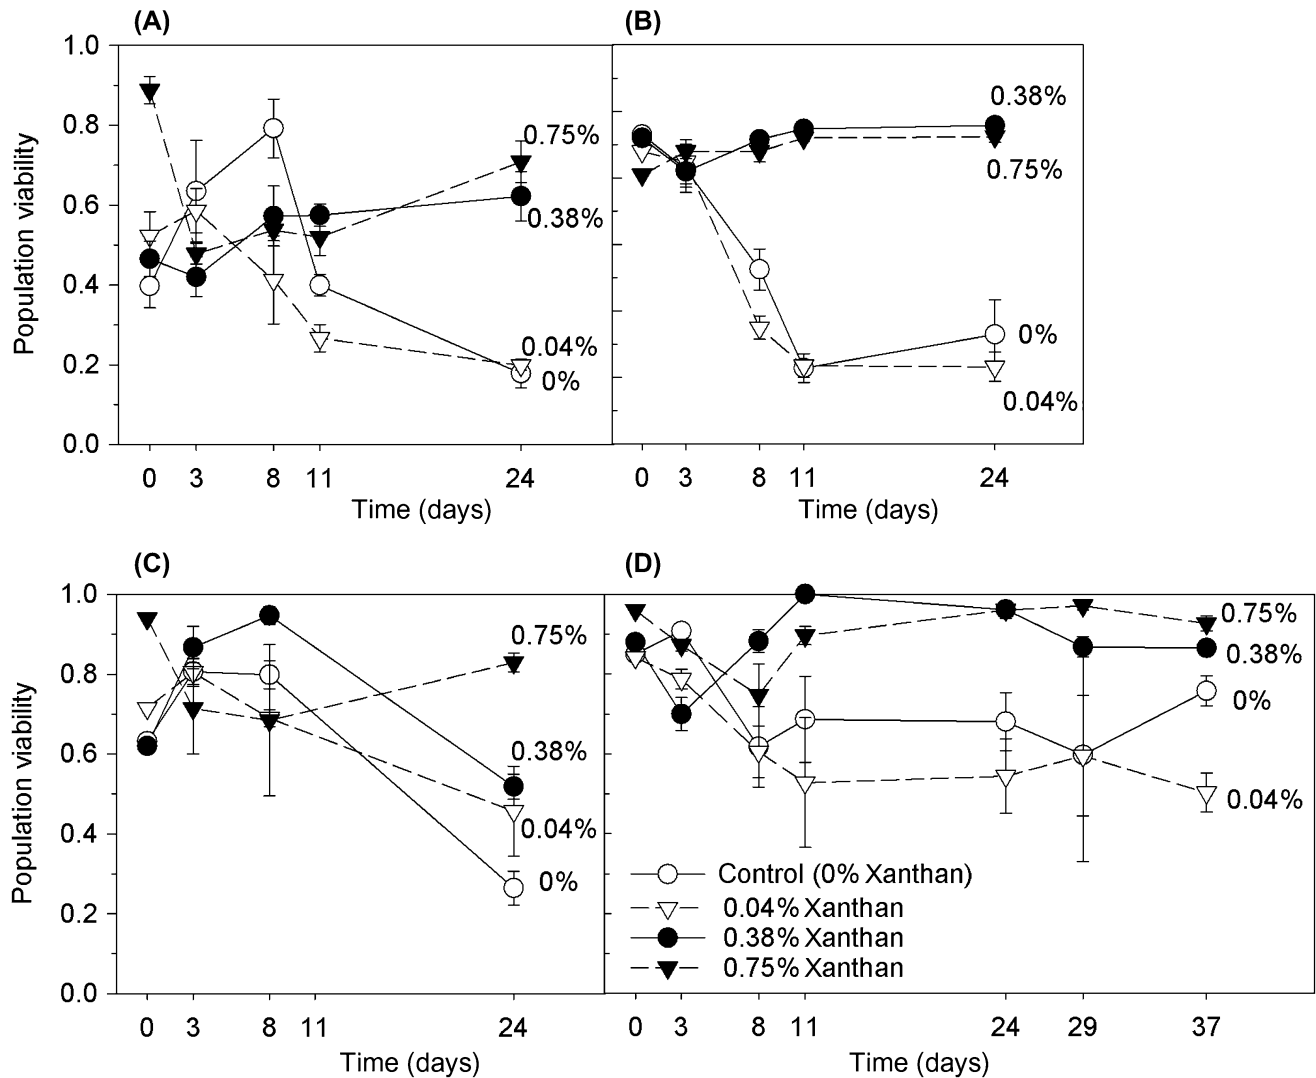 (A)
(B)
1.0
0.8
0.6
0.4
0.2
0.0
Population viability
0.75%
0.38%
0.04%
0%
0 3 8 11 24
Time (days)
0.38%
0.75%
0%
0.04%
0 3 8 11 24
Time (days)
(C)
(D)
1.0
0.8
0.6
0.4
0.2
0.0
Population viability
0.75%
0.38%
0.04%
0%
0 3 8 11 24
Time (days)
0.75%
0.38%
0%
0.04%
Control (0% Xanthan)
0.04% Xanthan
0.38% Xanthan
0.75% Xanthan
0 3 8 11 24 29 37
Time (days)